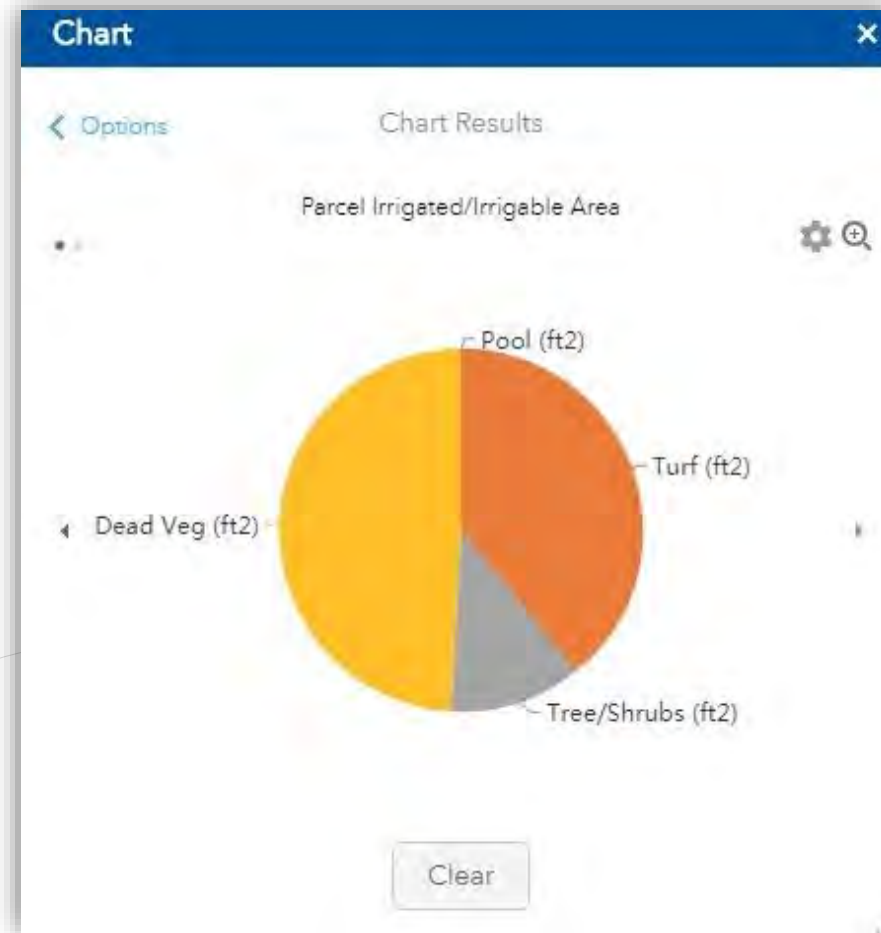 Chart ×
Options
Chart Results
Parcel Irrigated/Irrigable Area
Pool (ft2)
Turf (ft2)
Dead Veg (ft2)
Tree/Shrubs (ft2)
Clear